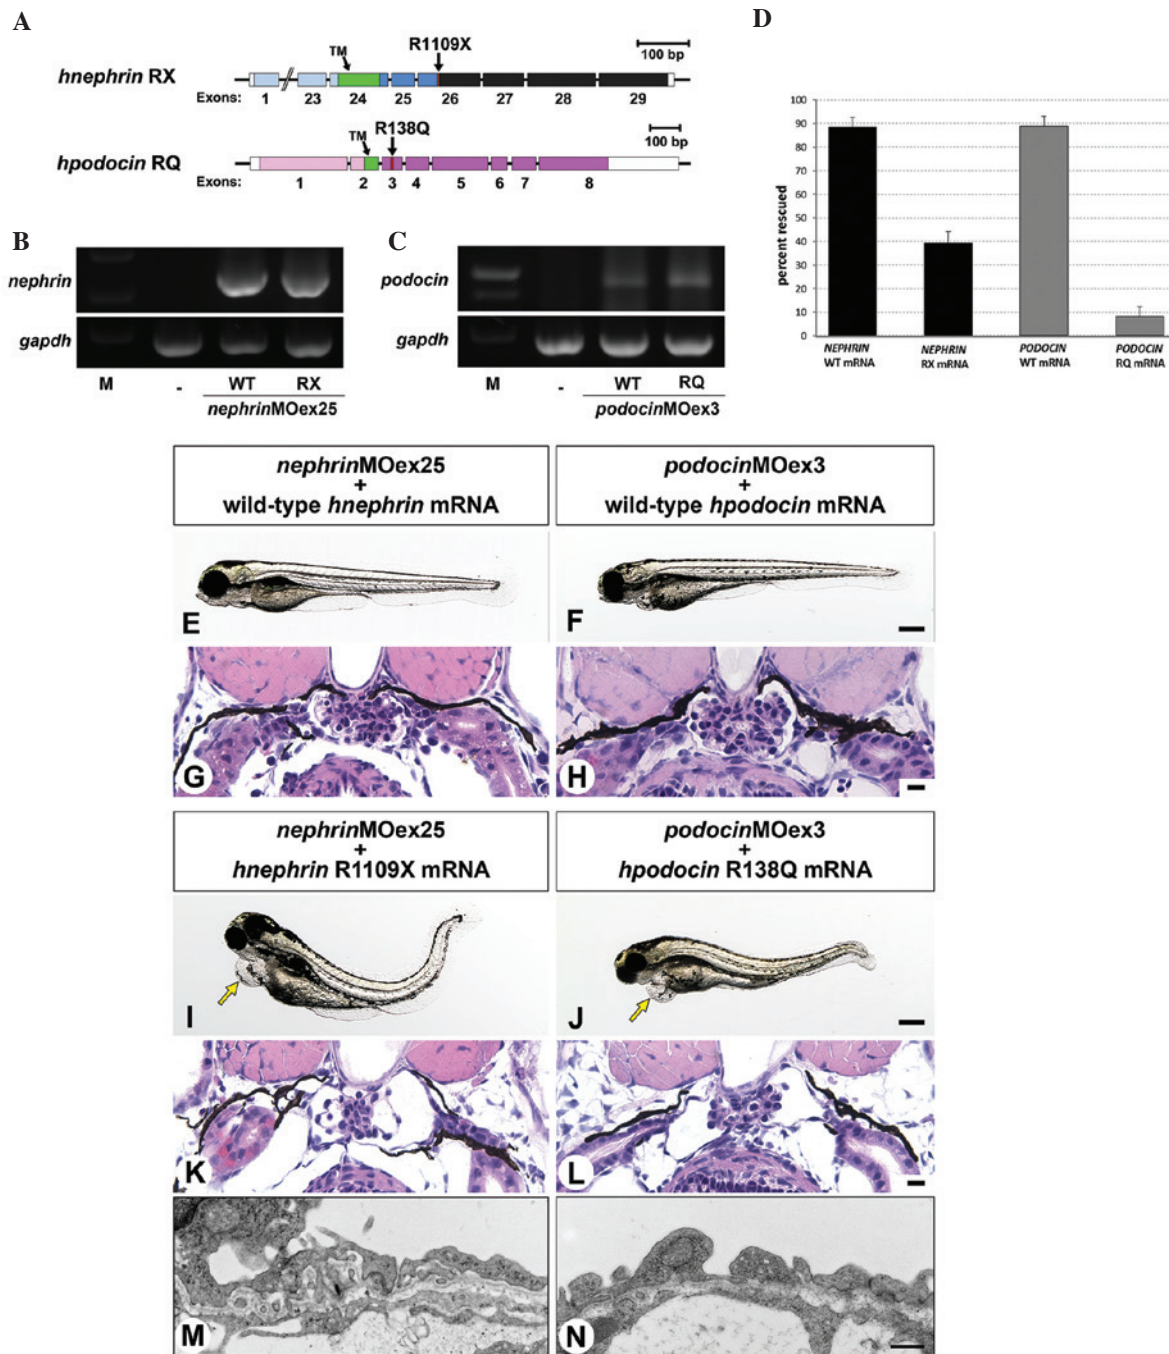 A
hnephrin RX
TM
R1109X
100 bp
Exons: 1 23 24 25 26 27 28 29
hpodocin RQ
TM
R138Q
100 bp
Exons: 1 2 3 4 5 6 7 8
B
nephrin
gapdh
M - WT RX
nephrinMOex25
C
podocin
gapdh
M - WT RQ
podocinMOex3
D
percent rescued
100
90
80
70
60
50
40
30
20
10
0
NEPHRIN WT mRNA
NEPHRIN RX mRNA
PODOCIN WT mRNA
PODOCIN RQ mRNA
nephrinMOex25
+
wild-type hnephrin mRNA
podocinMOex3
+
wild-type hpodocin mRNA
E
F
G
H
nephrinMOex25
+
hnephrin R1109X mRNA
podocinMOex3
+
hpodocin R138Q mRNA
I
J
K
L
M
N